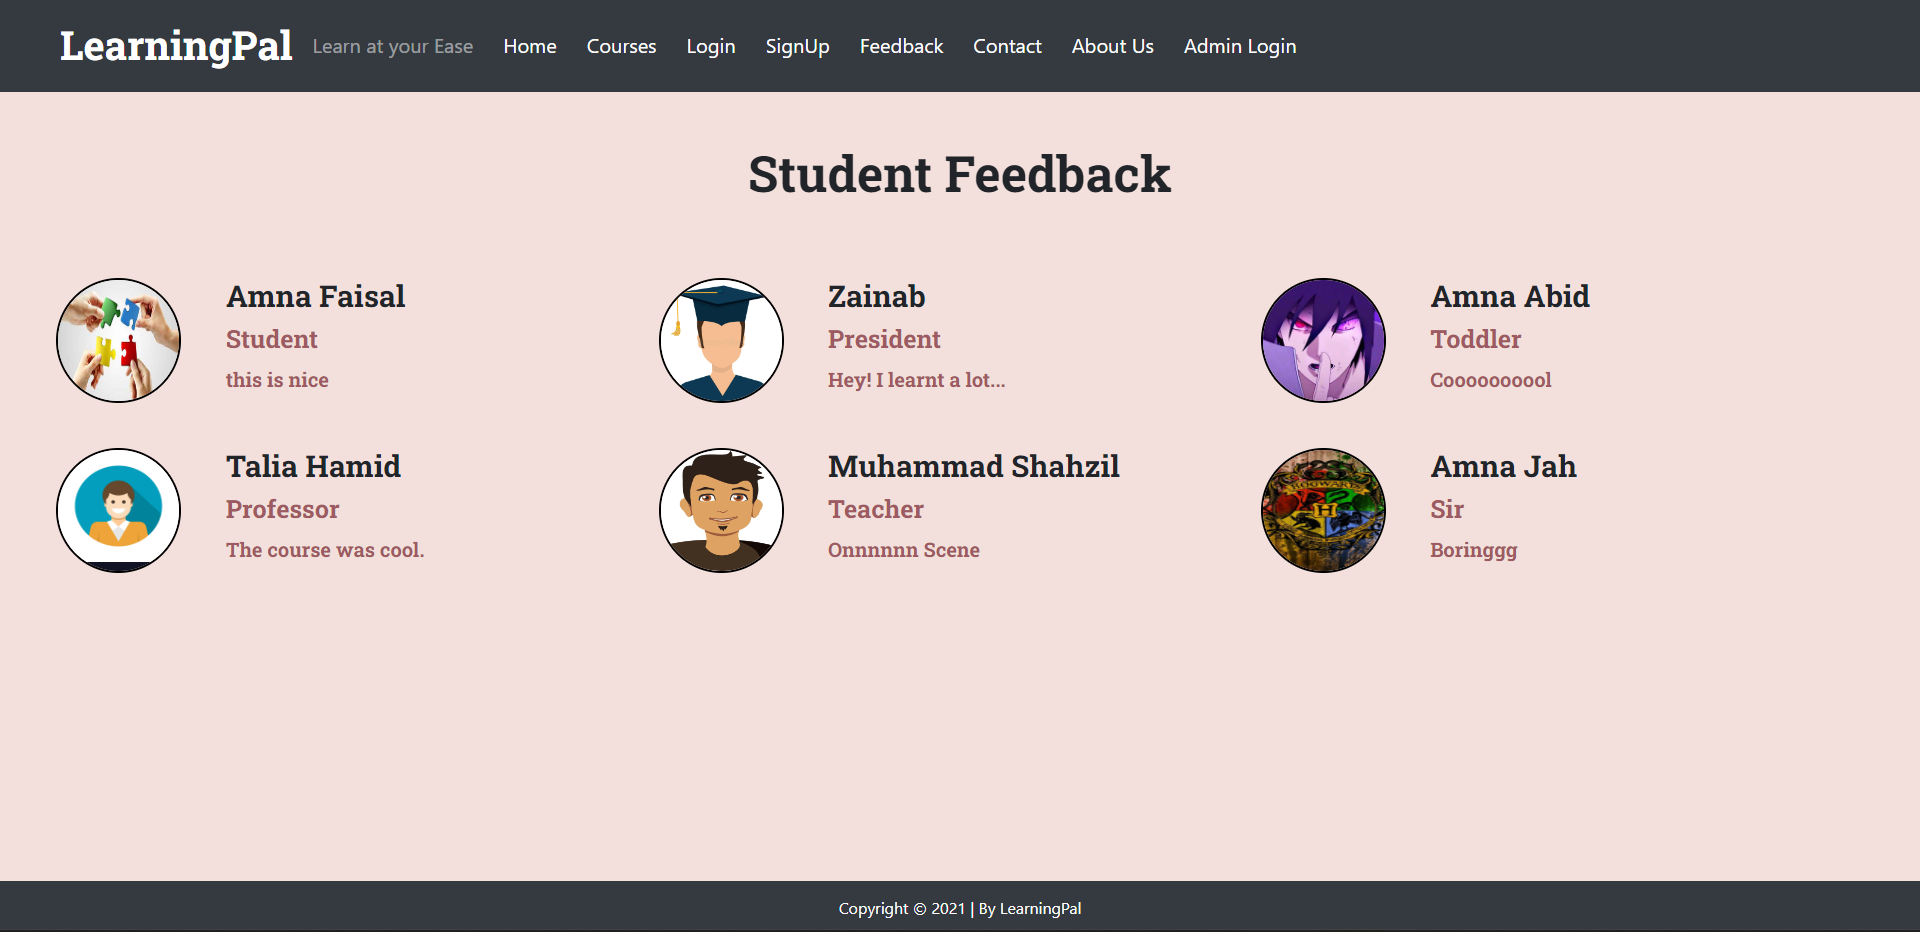 LearningPal Learn at your Ease Home Courses Login SignUp Feedback Contact About Us Admin Login
Student Feedback
Amna Faisal
Student
this is nice
Zainab
President
Hey! I learnt a lot...
Amna Abid
Toddler
Cooooooooool
Talia Hamid
Professor
The course was cool.
Muhammad Shahzil
Teacher
Onnnnnn Scene
HOGWARTS
H
Amna Jah
Sir
Boringgg
Copyright © 2021 | By LearningPal